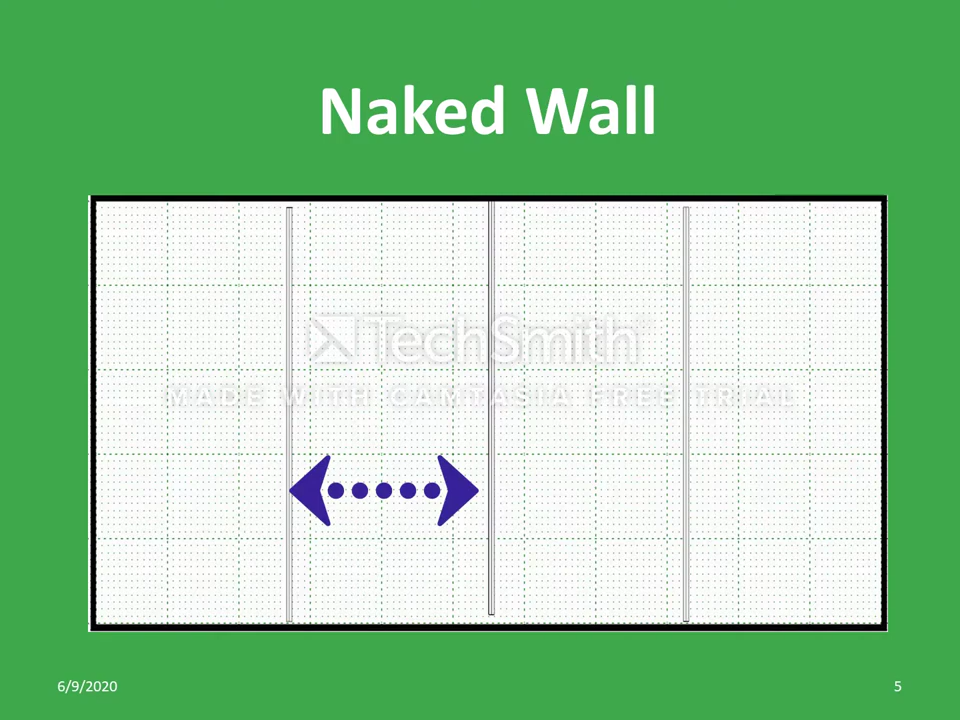 Naked Wall
TechSmith®
MADE WITH CAMTASIA FREE TRIAL
6/9/2020
5